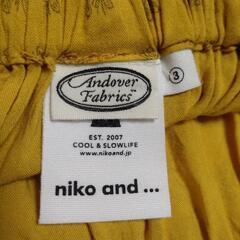 Andover
Fabrics
3
EST. 2007
COOL & SLOWLIFE
www.nikoand.jp
niko and ...